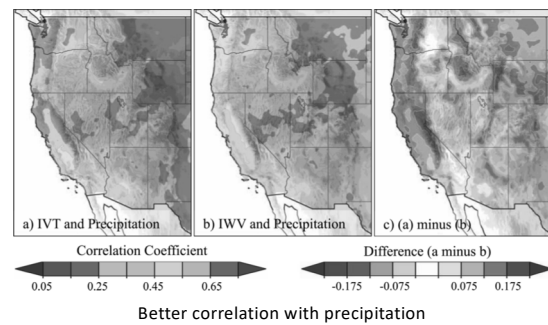 a) IVT and Precipitation
b) IWV and Precipitation
c) (a) minus (b)
Correlation Coefficient
0.05 0.25 0.45 0.65
Difference (a minus b)
-0.175 -0.075 0.075 0.175
Better correlation with precipitation